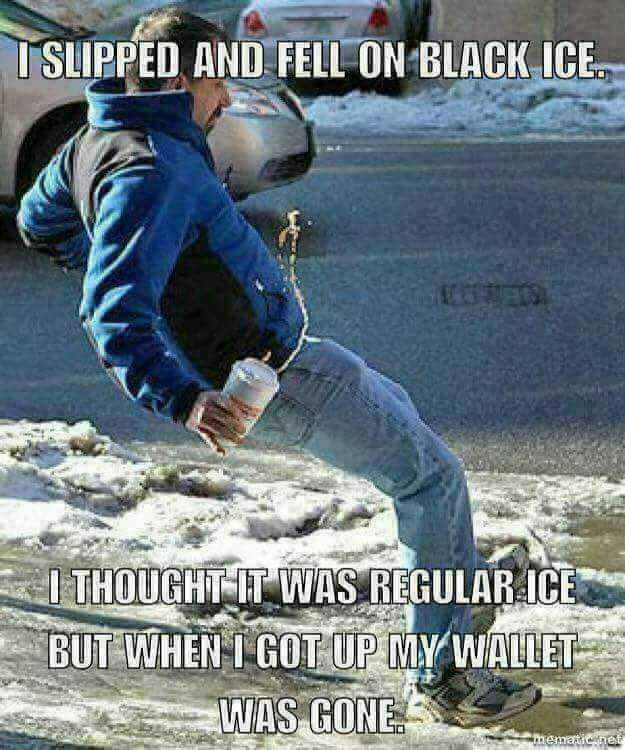 I SLIPPED AND FELL ON BLACK ICE.
I THOUGHT IT WAS REGULAR ICE
BUT WHEN I GOT UP MY WALLET
WAS GONE.
mematic.net